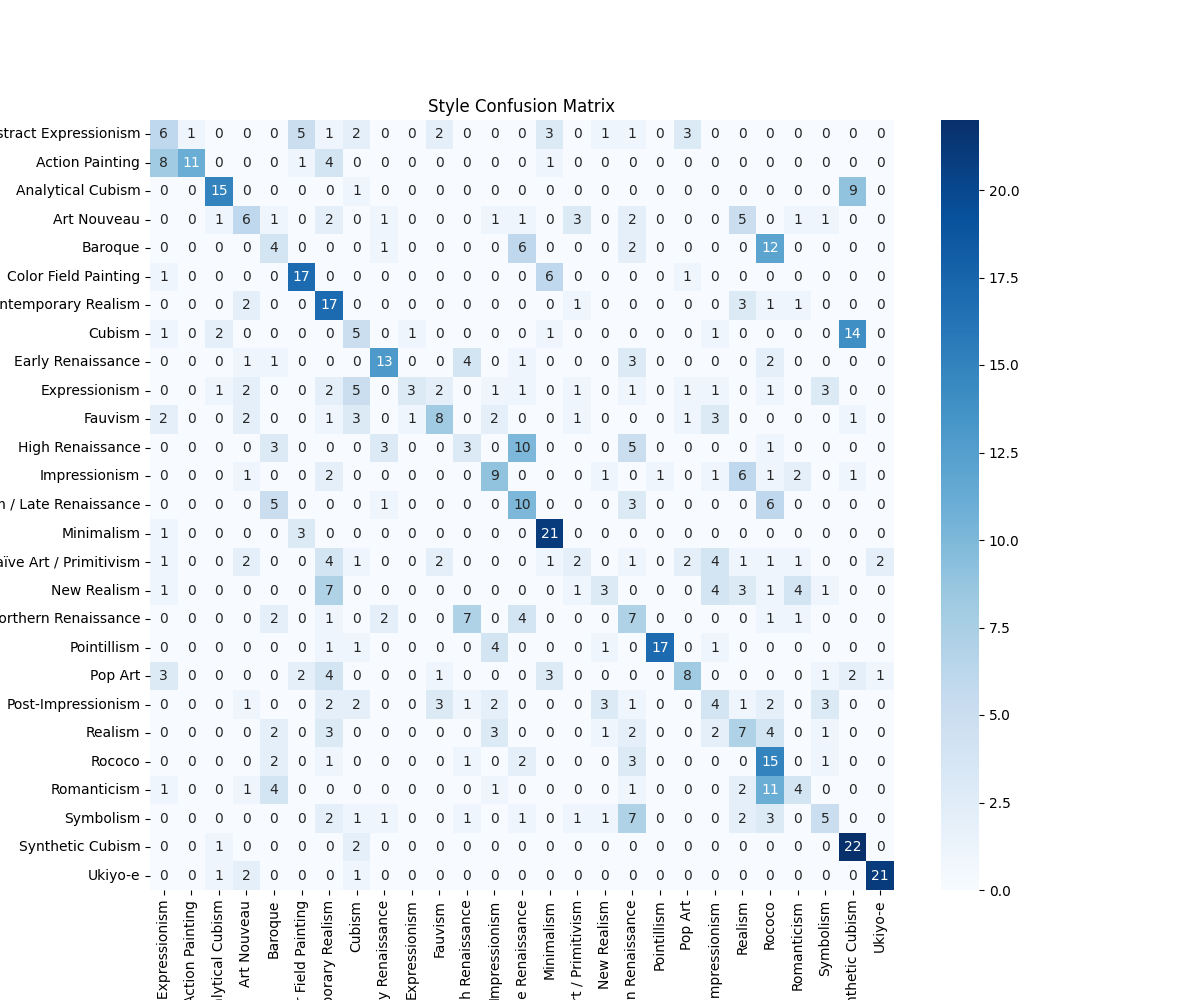 Style Confusion Matrix
stract Expressionism 6 1 0 0 0 5 1 2 0 0 2 0 0 0 3 0 1 1 0 3 0 0 0 0 0 0 0
Action Painting 8 11 0 0 0 1 4 0 0 0 0 0 0 0 1 0 0 0 0 0 0 0 0 0 0 0 0
Analytical Cubism 0 0 15 0 0 0 0 1 0 0 0 0 0 0 0 0 0 0 0 0 0 0 0 0 0 9 0
Art Nouveau 0 0 1 6 1 0 2 0 1 0 0 0 1 1 0 3 0 2 0 0 0 5 0 1 1 0 0
Baroque 0 0 0 0 4 0 0 0 1 0 0 0 0 6 0 0 0 2 0 0 0 0 12 0 0 0 0
Color Field Painting 1 0 0 0 0 17 0 0 0 0 0 0 0 0 6 0 0 0 0 1 0 0 0 0 0 0 0
ntemporary Realism 0 0 0 2 0 0 17 0 0 0 0 0 0 0 0 1 0 0 0 0 0 3 1 1 0 0 0
Cubism 1 0 2 0 0 0 0 5 0 1 0 0 0 0 1 0 0 0 0 0 1 0 0 0 0 14 0
Early Renaissance 0 0 0 1 1 0 0 0 13 0 0 4 0 1 0 0 0 3 0 0 0 0 2 0 0 0 0
Expressionism 0 0 1 2 0 0 2 5 0 3 2 0 1 1 0 1 0 1 0 1 1 0 1 0 3 0 0
Fauvism 2 0 0 2 0 0 1 3 0 1 8 0 2 0 0 1 0 0 0 1 3 0 0 0 0 1 0
High Renaissance 0 0 0 0 3 0 0 0 3 0 0 3 0 10 0 0 0 5 0 0 0 0 1 0 0 0 0
Impressionism 0 0 0 1 0 0 2 0 0 0 0 0 9 0 0 0 1 0 1 0 1 6 1 2 0 1 0
n / Late Renaissance 0 0 0 0 5 0 0 0 1 0 0 0 0 10 0 0 0 3 0 0 0 0 6 0 0 0 0
Minimalism 1 0 0 0 0 3 0 0 0 0 0 0 0 0 21 0 0 0 0 0 0 0 0 0 0 0 0
aïve Art / Primitivism 1 0 0 2 0 0 4 1 0 0 2 0 0 0 1 2 0 1 0 2 4 1 1 1 0 0 2
New Realism 1 0 0 0 0 0 7 0 0 0 0 0 0 0 0 1 3 0 0 0 4 3 1 4 1 0 0
orthern Renaissance 0 0 0 0 2 0 1 0 2 0 0 7 0 4 0 0 0 7 0 0 0 0 1 1 0 0 0
Pointillism 0 0 0 0 0 0 1 1 0 0 0 0 4 0 0 0 1 0 17 0 1 0 0 0 0 0 0
Pop Art 3 0 0 0 0 2 4 0 0 0 1 0 0 0 3 0 0 0 0 8 0 0 0 0 1 2 1
Post-Impressionism 0 0 0 1 0 0 2 2 0 0 3 1 2 0 0 0 3 1 0 0 4 1 2 0 3 0 0
Realism 0 0 0 0 2 0 3 0 0 0 0 0 3 0 0 0 1 2 0 0 2 7 4 0 1 0 0
Rococo 0 0 0 0 2 0 1 0 0 0 0 1 0 2 0 0 0 3 0 0 0 0 15 0 1 0 0
Romanticism 1 0 0 1 4 0 0 0 0 0 0 0 1 0 0 0 0 1 0 0 0 2 11 4 0 0 0
Symbolism 0 0 0 0 0 0 2 1 1 0 0 1 0 1 0 1 1 7 0 0 0 2 3 0 5 0 0
Synthetic Cubism 0 0 1 0 0 0 0 2 0 0 0 0 0 0 0 0 0 0 0 0 0 0 0 0 0 22 0
Ukiyo-e 0 0 1 2 0 0 0 1 0 0 0 0 0 0 0 0 0 0 0 0 0 0 0 0 0 0 21
Expressionism
Action Painting
lytical Cubism
Art Nouveau
Baroque
r Field Painting
porary Realism
Cubism
y Renaissance
Expressionism
Fauvism
h Renaissance
Impressionism
e Renaissance
Minimalism
rt / Primitivism
New Realism
n Renaissance
Pointillism
Pop Art
mpressionism
Realism
Rococo
Romanticism
Symbolism
nthetic Cubism
Ukiyo-e
20.0
17.5
15.0
12.5
10.0
7.5
5.0
2.5
0.0